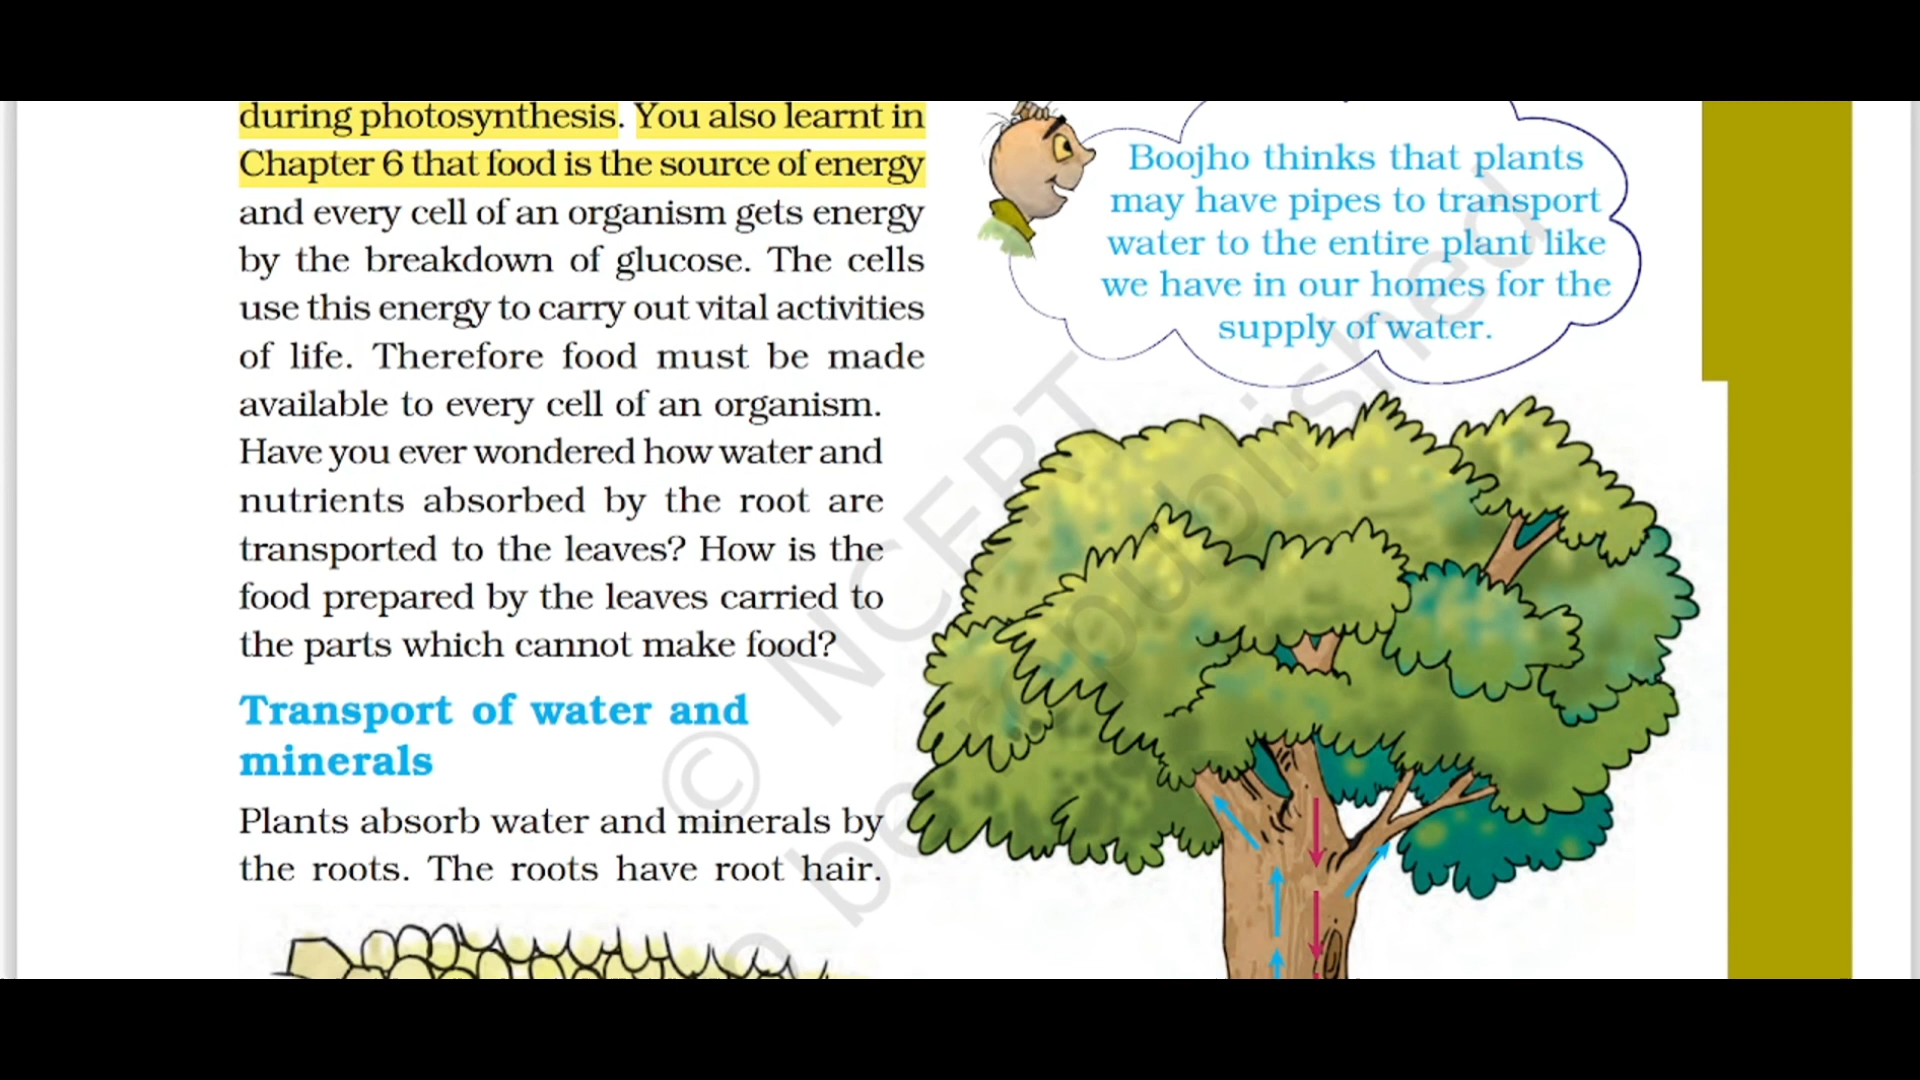 during photosynthesis. You also learnt in
Chapter 6 that food is the source of energy
and every cell of an organism gets energy
by the breakdown of glucose. The cells
use this energy to carry out vital activities
of life. Therefore food must be made
available to every cell of an organism.
Have you ever wondered how water and
nutrients absorbed by the root are
transported to the leaves? How is the
food prepared by the leaves carried to
the parts which cannot make food?
Transport of water and
minerals
Plants absorb water and minerals by
the roots. The roots have root hair.
Boojho thinks that plants
may have pipes to transport
water to the entire plant like
we have in our homes for the
supply of water.
© NCERT
be republished